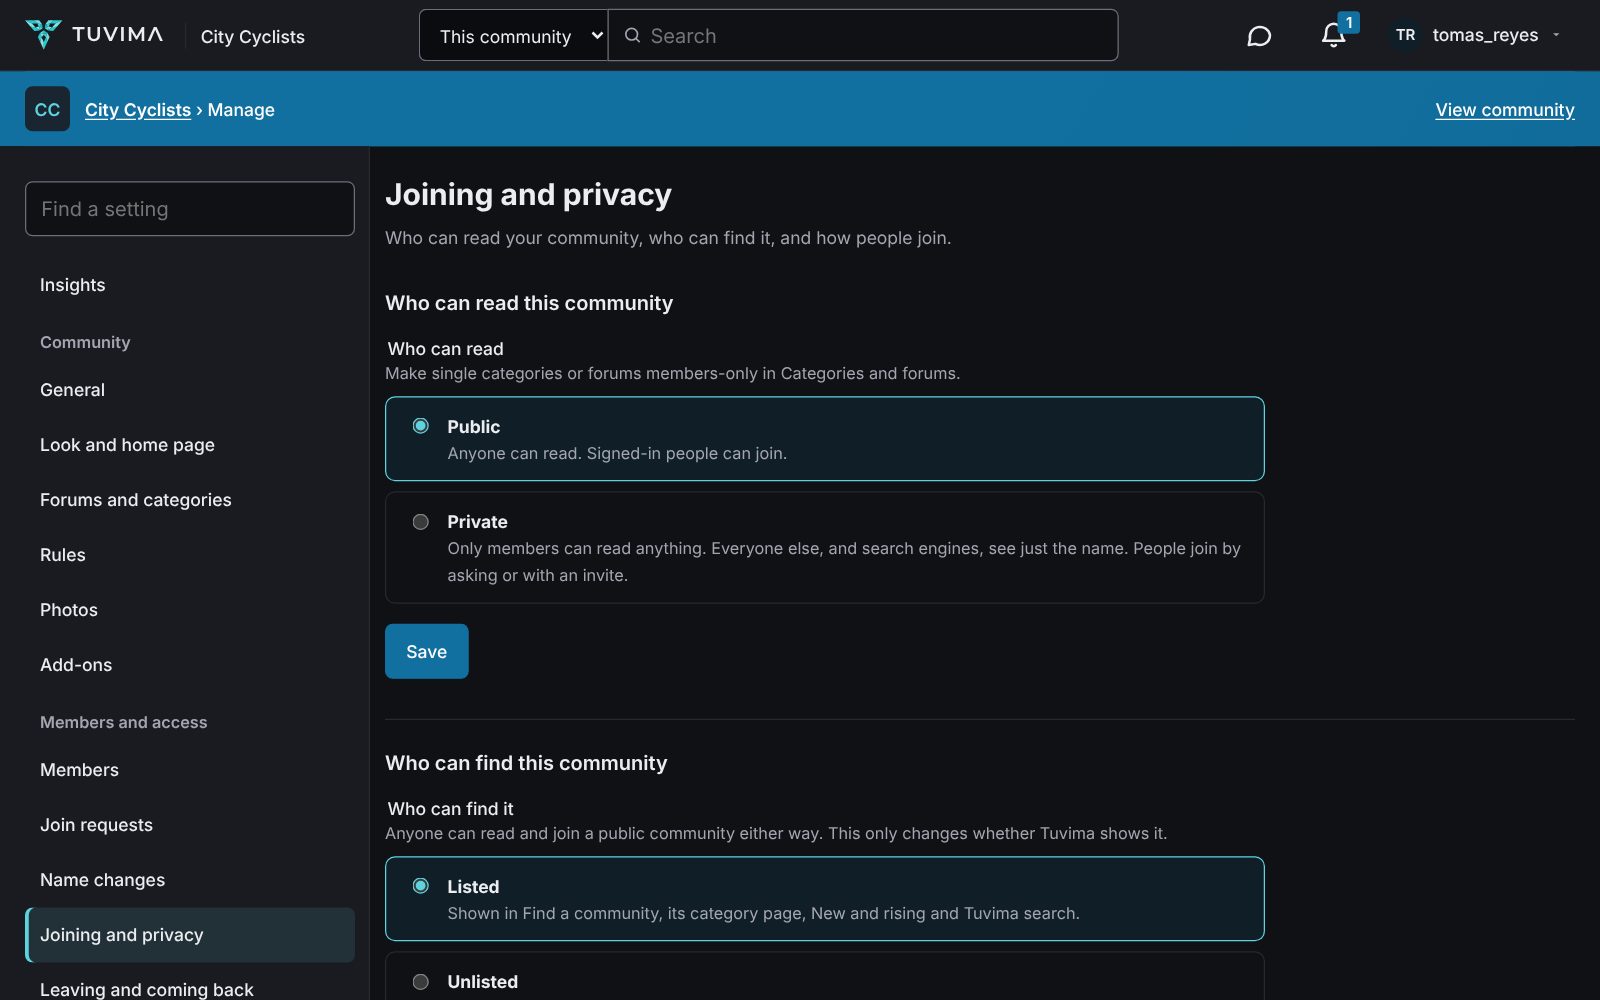 TUVIMA
City Cyclists
This community
Search
1
TR
tomas_reyes
CC
City Cyclists › Manage
View community
Find a setting
Insights
Community
General
Look and home page
Forums and categories
Rules
Photos
Add-ons
Members and access
Members
Join requests
Name changes
Joining and privacy
Leaving and coming back
Joining and privacy
Who can read your community, who can find it, and how people join.
Who can read this community
Who can read
Make single categories or forums members-only in Categories and forums.
Public
Anyone can read. Signed-in people can join.
Private
Only members can read anything. Everyone else, and search engines, see just the name. People join by
asking or with an invite.
Save
Who can find this community
Who can find it
Anyone can read and join a public community either way. This only changes whether Tuvima shows it.
Listed
Shown in Find a community, its category page, New and rising and Tuvima search.
Unlisted